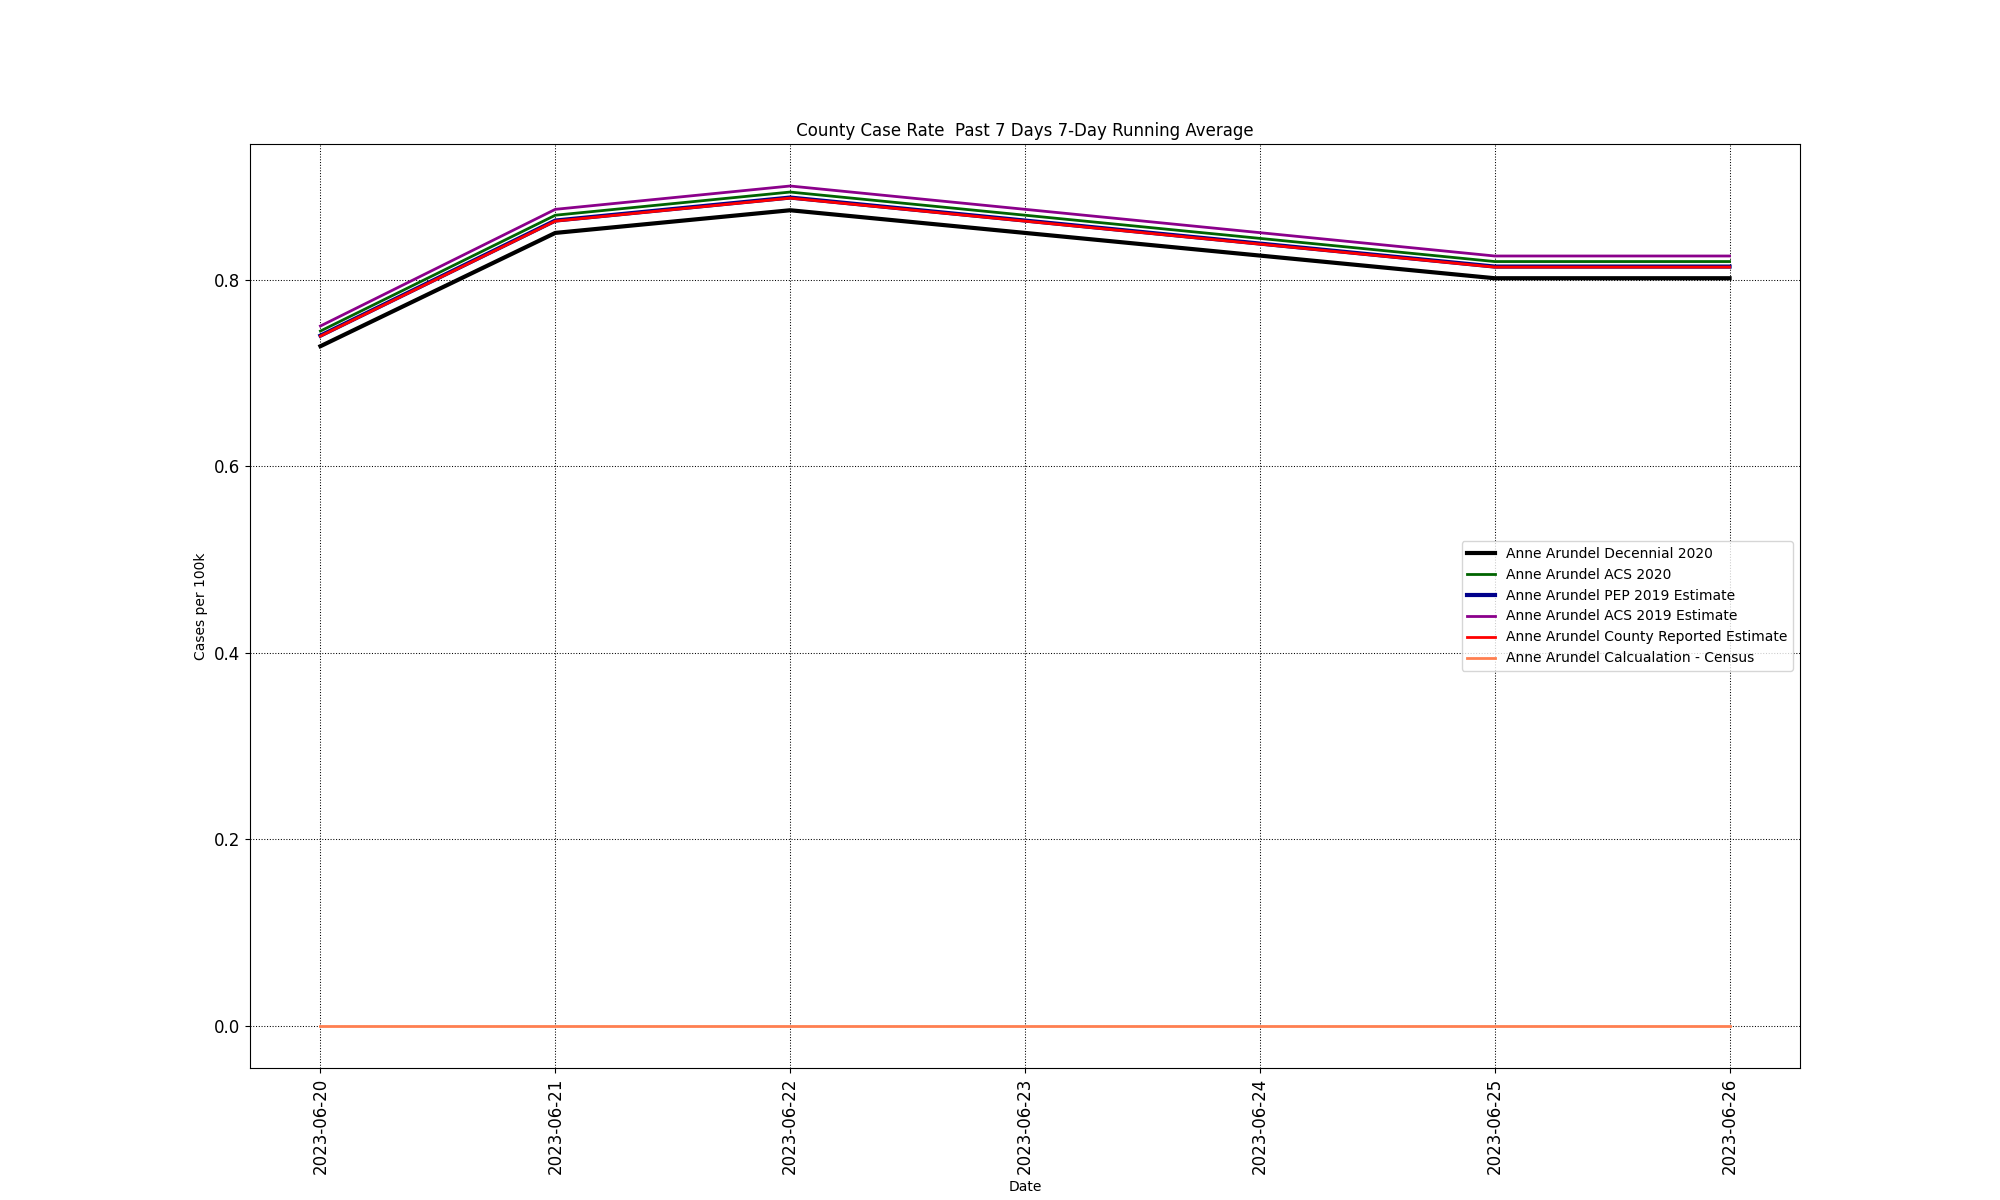 County Case Rate  Past 7 Days 7-Day Running Average
Cases per 100k
0.8
0.6
0.4
0.2
0.0
Anne Arundel Decennial 2020
Anne Arundel ACS 2020
Anne Arundel PEP 2019 Estimate
Anne Arundel ACS 2019 Estimate
Anne Arundel County Reported Estimate
Anne Arundel Calcualation - Census
2023-06-20
2023-06-21
2023-06-22
2023-06-23
2023-06-24
2023-06-25
2023-06-26
Date